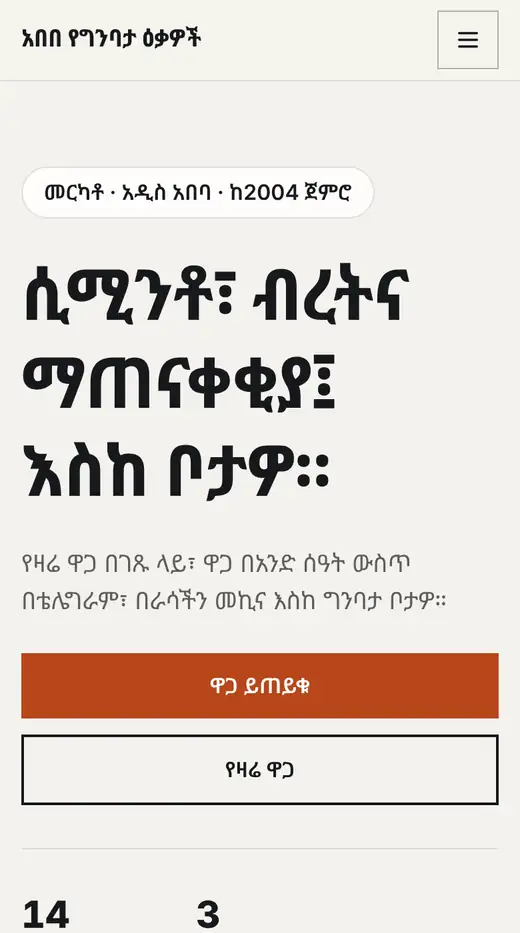 አበበ የግንባታ ዕቃዎች
መርካቶ · አዲስ አበባ · ከ2004 ጀምሮ
ሲሚንቶ፣ ብረትና
ማጠናቀቂያ፤
እስከ ቦታዎ።
የዛሬ ዋጋ በገጹ ላይ፣ ዋጋ በአንድ ሰዓት ውስጥ
በቴሌግራም፣ በራሳችን መኪና እስከ ግንባታ ቦታዎ።
ዋጋ ይጠይቁ
የዛሬ ዋጋ
14 3